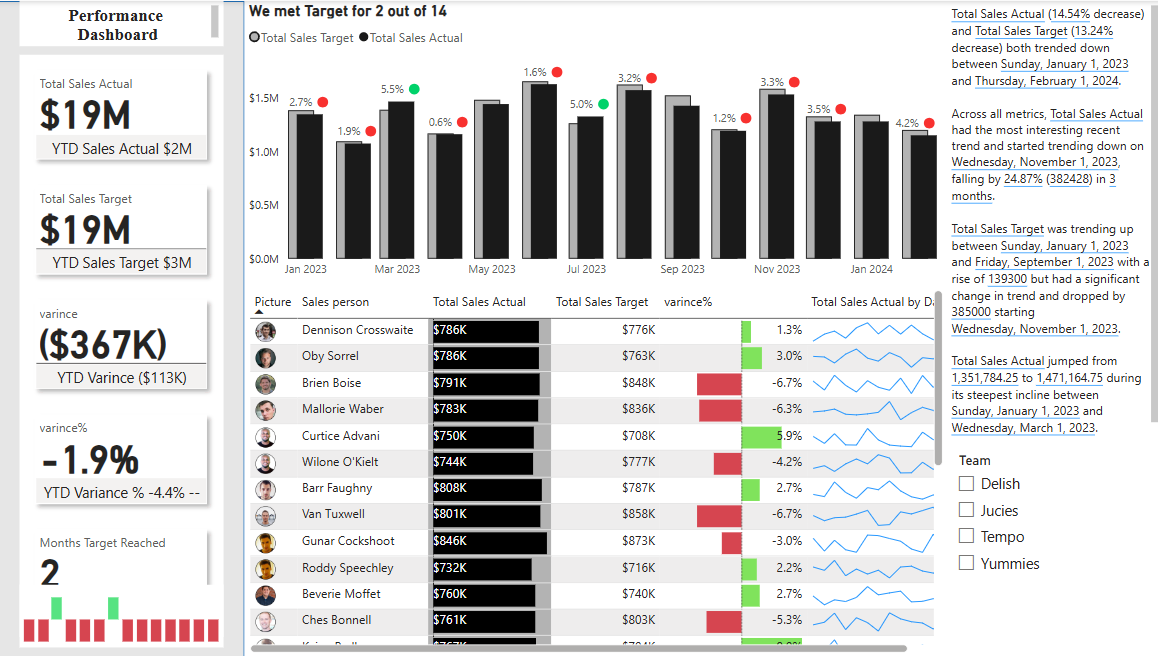 Performance
Dashboard
Total Sales Actual
$19M
YTD Sales Actual $2M
Total Sales Target
$19M
YTD Sales Target $3M
varince
($367K)
YTD Varince ($113K)
varince%
-1.9%
YTD Variance % -4.4% --
Months Target Reached
2
We met Target for 2 out of 14
Total Sales Target Total Sales Actual
$1.5M
$1.0M
$0.5M
$0.0M
2.7%
1.9%
5.5%
0.6%
1.6%
5.0%
3.2%
1.2%
3.3%
3.5%
4.2%
Jan 2023 Mar 2023 May 2023 Jul 2023 Sep 2023 Nov 2023 Jan 2024
Picture Sales person Total Sales Actual Total Sales Target varince% Total Sales Actual by Da
Dennison Crosswaite $786K $776K 1.3%
Oby Sorrel $786K $763K 3.0%
Brien Boise $791K $848K -6.7%
Mallorie Waber $783K $836K -6.3%
Curtice Advani $750K $708K 5.9%
Wilone O'Kielt $744K $777K -4.2%
Barr Faughny $808K $787K 2.7%
Van Tuxwell $801K $858K -6.7%
Gunar Cockshoot $846K $873K -3.0%
Roddy Speechley $732K $716K 2.2%
Beverie Moffet $760K $740K 2.7%
Ches Bonnell $761K $803K -5.3%
Total Sales Actual (14.54% decrease)
and Total Sales Target (13.24%
decrease) both trended down
between Sunday, January 1, 2023
and Thursday, February 1, 2024.
Across all metrics, Total Sales Actual
had the most interesting recent
trend and started trending down on
Wednesday, November 1, 2023,
falling by 24.87% (382428) in 3
months.
Total Sales Target was trending up
between Sunday, January 1, 2023
and Friday, September 1, 2023 with a
rise of 139300 but had a significant
change in trend and dropped by
385000 starting
Wednesday, November 1, 2023.
Total Sales Actual jumped from
1,351,784.25 to 1,471,164.75 during
its steepest incline between
Sunday, January 1, 2023 and
Wednesday, March 1, 2023.
Team
Delish
Jucies
Tempo
Yummies